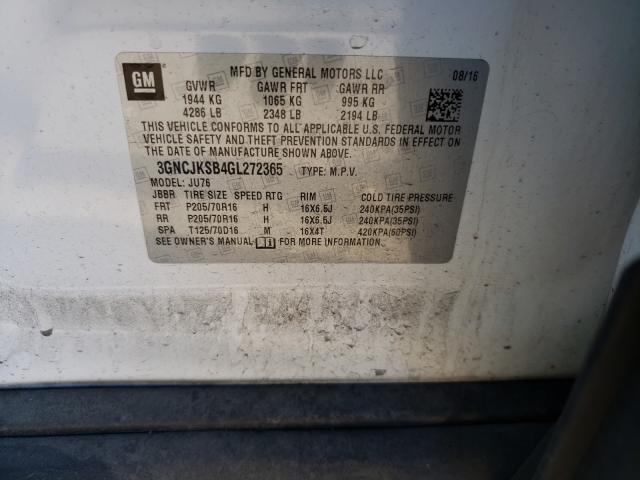 GM
MFD BY GENERAL MOTORS LLC 08/16
GVWR GAWR FRT GAWR RR
1944 KG 1065 KG 995 KG
4286 LB 2348 LB 2194 LB
THIS VEHICLE CONFORMS TO ALL APPLICABLE U.S. FEDERAL MOTOR
VEHICLE SAFETY AND THEFT PREVENTION STANDARDS IN EFFECT ON
THE DATE OF MANUFACTURE SHOWN ABOVE.
3GNCJKSB4GL272365 TYPE: M.P.V.
MODEL: JU76
JBBR TIRE SIZE SPEED RTG RIM COLD TIRE PRESSURE
FRT P205/70R16 H 16X6.5J 240KPA(35PSI)
RR P205/70R16 H 16X6.5J 240KPA(35PSI)
SPA T125/70D16 M 16X4T 420KPA(60PSI)
SEE OWNER'S MANUAL FOR MORE INFORMATION.